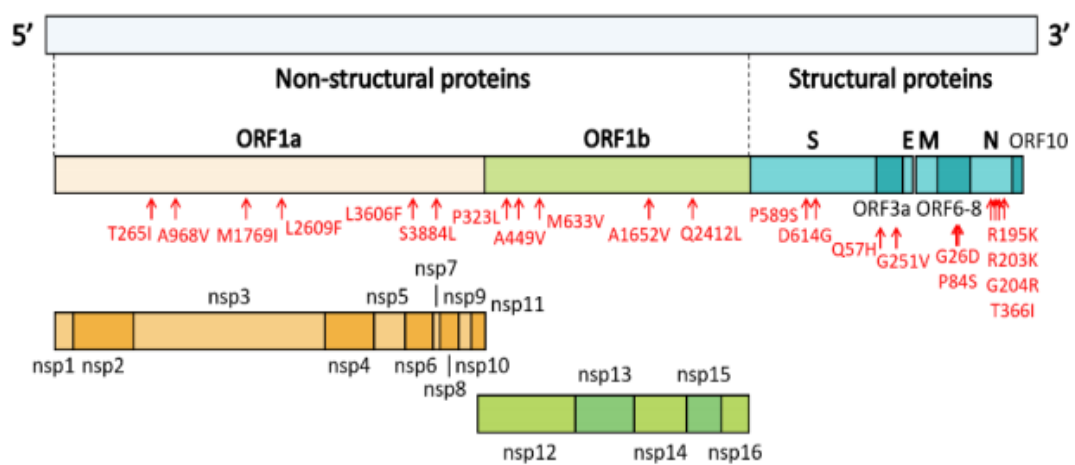 5’ 3’
Non-structural proteins Structural proteins
ORF1a ORF1b S E M N ORF10
T265I A968V M1769I L2609F L3606F S3884L P323L A449V M633V A1652V Q2412L P589S D614G ORF3a ORF6-8
Q57H G251V G26D P84S R195K
R203K
G204R
T366I
nsp7
nsp3 nsp5 nsp9 nsp11
nsp1 nsp2 nsp4 nsp6 nsp10
nsp8
nsp13 nsp15
nsp12 nsp14 nsp16